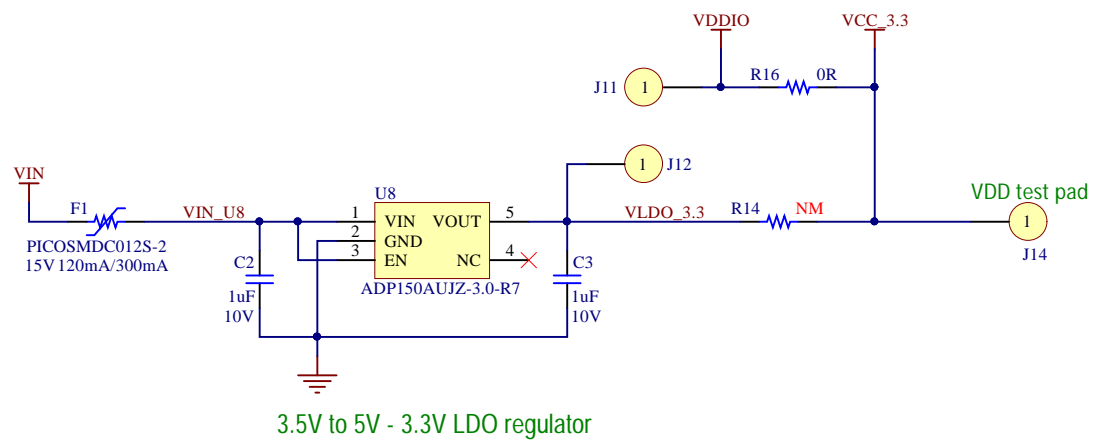 VDDIO
VCC_3.3
R16 0R
J11 1
1 J12
VIN
F1
VIN_U8
PICOSMDC012S-2
15V 120mA/300mA
U8
1 VIN VOUT 5
2 GND
3 EN NC 4
ADP150AUJZ-3.0-R7
C2
1uF
10V
C3
1uF
10V
VLDO_3.3
R14 NM
VDD test pad
1
J14
3.5V to 5V - 3.3V LDO regulator